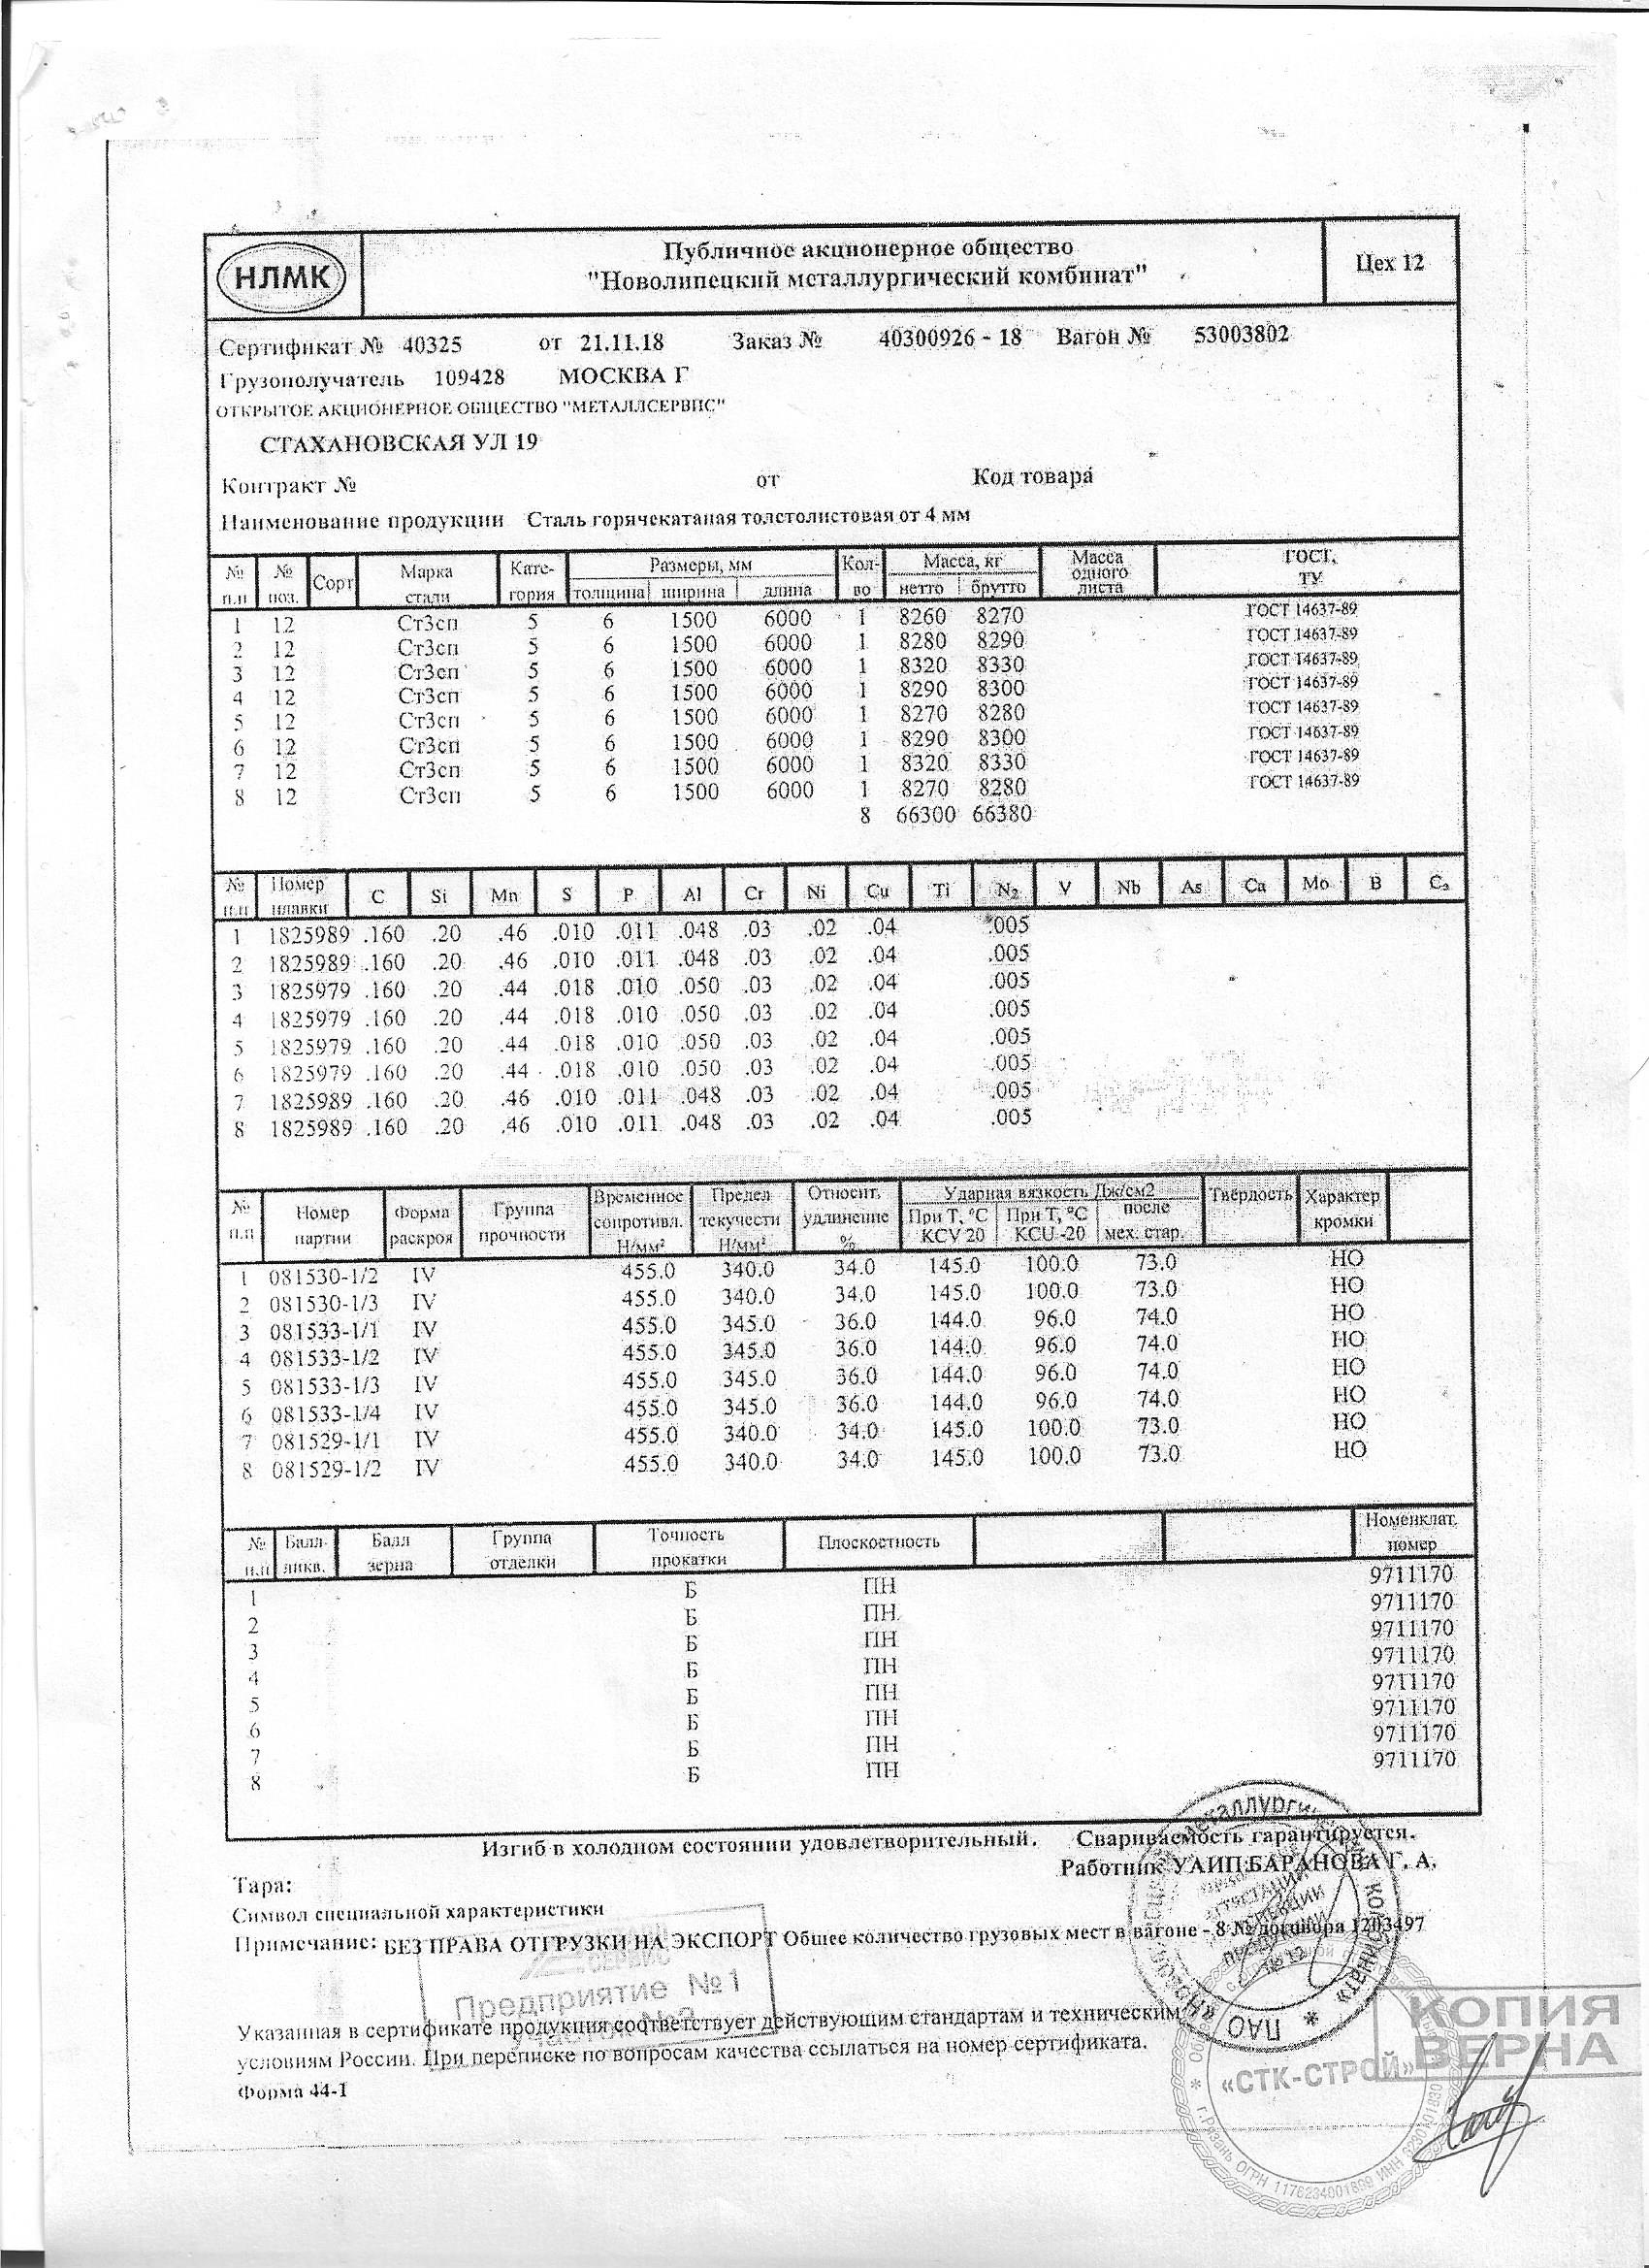 НЛМК
Публичное акционерное общество
"Новолипецкий металлургический комбинат"
Цех 12
Сертификат № 40325 от 21.11.18 Заказ № 40300926 - 18 Вагон № 53003802
Грузополучатель 109428 МОСКВА Г
ОТКРЫТОЕ АКЦИОНЕРНОЕ ОБЩЕСТВО "МЕТАЛЛСЕРВИС"
СТАХАНОВСКАЯ УЛ 19
Контракт № от Код товара
Наименование продукции Сталь горячекатаная толстолистовая от 4 мм
№ п.п № поз. Сорт Марка стали Кате- гория Размеры, мм толщина ширина длина Кол- во Масса, кг нетто брутто Масса одного листа ГОСТ, ТУ
1 12 Ст3сп 5 6 1500 6000 1 8260 8270 ГОСТ 14637-89
2 12 Ст3сп 5 6 1500 6000 1 8280 8290 ГОСТ 14637-89
3 12 Ст3сп 5 6 1500 6000 1 8320 8330 ГОСТ 14637-89
4 12 Ст3сп 5 6 1500 6000 1 8290 8300 ГОСТ 14637-89
5 12 Ст3сп 5 6 1500 6000 1 8270 8280 ГОСТ 14637-89
6 12 Ст3сп 5 6 1500 6000 1 8290 8300 ГОСТ 14637-89
7 12 Ст3сп 5 6 1500 6000 1 8320 8330 ГОСТ 14637-89
8 12 Ст3сп 5 6 1500 6000 1 8270 8280 ГОСТ 14637-89
8 66300 66380
№ п.п Номер плавки C Si Mn S P Al Cr Ni Cu Ti N₂ V Nb As Ca Mo B Cэ
1 1825989 .160 .20 .46 .010 .011 .048 .03 .02 .04 .005
2 1825989 .160 .20 .46 .010 .011 .048 .03 .02 .04 .005
3 1825979 .160 .20 .44 .018 .010 .050 .03 .02 .04 .005
4 1825979 .160 .20 .44 .018 .010 .050 .03 .02 .04 .005
5 1825979 .160 .20 .44 .018 .010 .050 .03 .02 .04 .005
6 1825979 .160 .20 .44 .018 .010 .050 .03 .02 .04 .005
7 1825989 .160 .20 .46 .010 .011 .048 .03 .02 .04 .005
8 1825989 .160 .20 .46 .010 .011 .048 .03 .02 .04 .005
№ п.п Номер партии Форма раскроя Группа прочности Временное сопротивл. Н/мм² Предел текучести Н/мм² Относит. удлинение % Ударная вязкость Дж/см2 При Т, °С KCV 20 При Т, °С KCU -20 после мех. стар. Твёрдость Характер кромки
1 081530-1/2 IV 455.0 340.0 34.0 145.0 100.0 73.0 НО
2 081530-1/3 IV 455.0 340.0 34.0 145.0 100.0 73.0 НО
3 081533-1/1 IV 455.0 345.0 36.0 144.0 96.0 74.0 НО
4 081533-1/2 IV 455.0 345.0 36.0 144.0 96.0 74.0 НО
5 081533-1/3 IV 455.0 345.0 36.0 144.0 96.0 74.0 НО
6 081533-1/4 IV 455.0 345.0 36.0 144.0 96.0 74.0 НО
7 081529-1/1 IV 455.0 340.0 34.0 145.0 100.0 73.0 НО
8 081529-1/2 IV 455.0 340.0 34.0 145.0 100.0 73.0 НО
№ п.п Балл ликв. Балл зерна Группа отделки Точность прокатки Плоскостность Номенклат. номер
1 Б ПН 9711170
2 Б ПН 9711170
3 Б ПН 9711170
4 Б ПН 9711170
5 Б ПН 9711170
6 Б ПН 9711170
7 Б ПН 9711170
8 Б ПН 9711170
Изгиб в холодном состоянии удовлетворительный. Свариваемость гарантируется.
Работник УАИП БАРАНОВА Г. А.
Тара:
Символ специальной характеристики
Примечание: БЕЗ ПРАВА ОТГРУЗКИ НА ЭКСПОРТ Общее количество грузовых мест в вагоне - 8 № договора 1203497
СЕРВИС
Предприятие №1
Указанная в сертификате продукция соответствует действующим стандартам и техническим
условиям России. При переписке по вопросам качества ссылаться на номер сертификата.
Форма 44-1
ПАО
КОПИЯ
ВЕРНА
«СТК-СТРОЙ»
г.Рязань ОГРН 1176234001809 ИНН